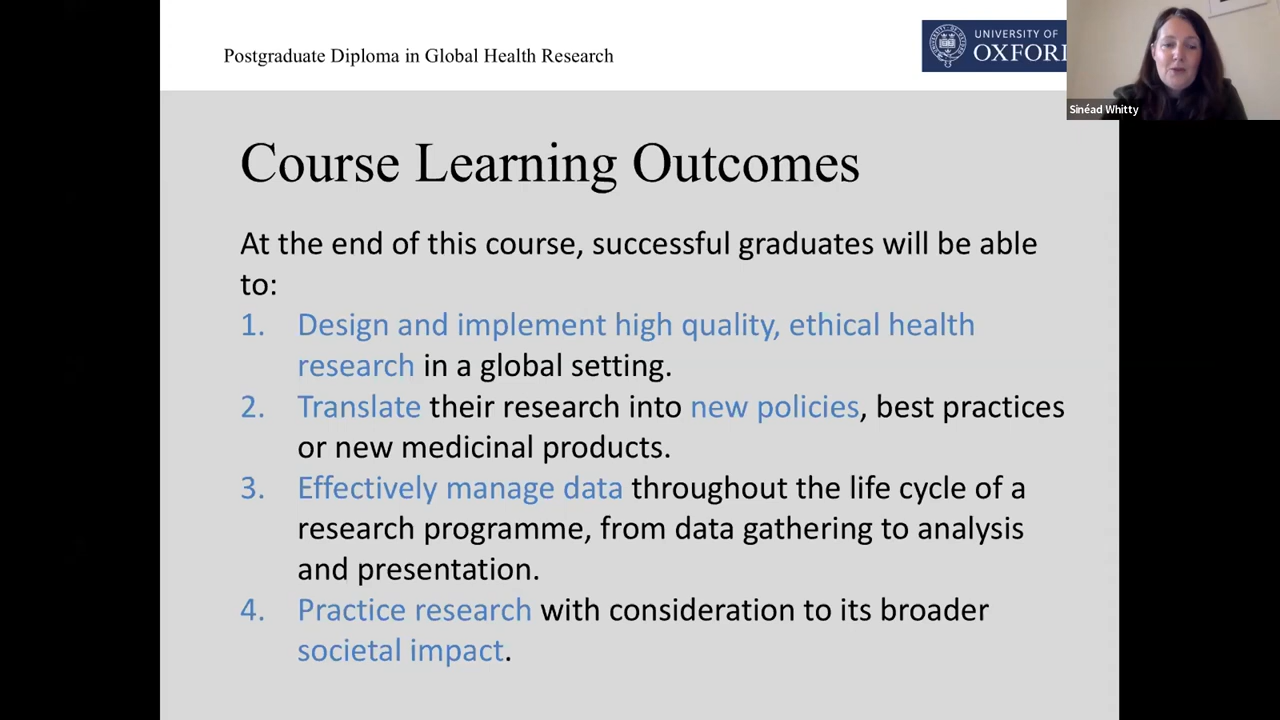 Postgraduate Diploma in Global Health Research
UNIVERSITY OF
OXFOR
Sinéad Whitty
Course Learning Outcomes
At the end of this course, successful graduates will be able
to:
1. Design and implement high quality, ethical health
research in a global setting.
2. Translate their research into new policies, best practices
or new medicinal products.
3. Effectively manage data throughout the life cycle of a
research programme, from data gathering to analysis
and presentation.
4. Practice research with consideration to its broader
societal impact.